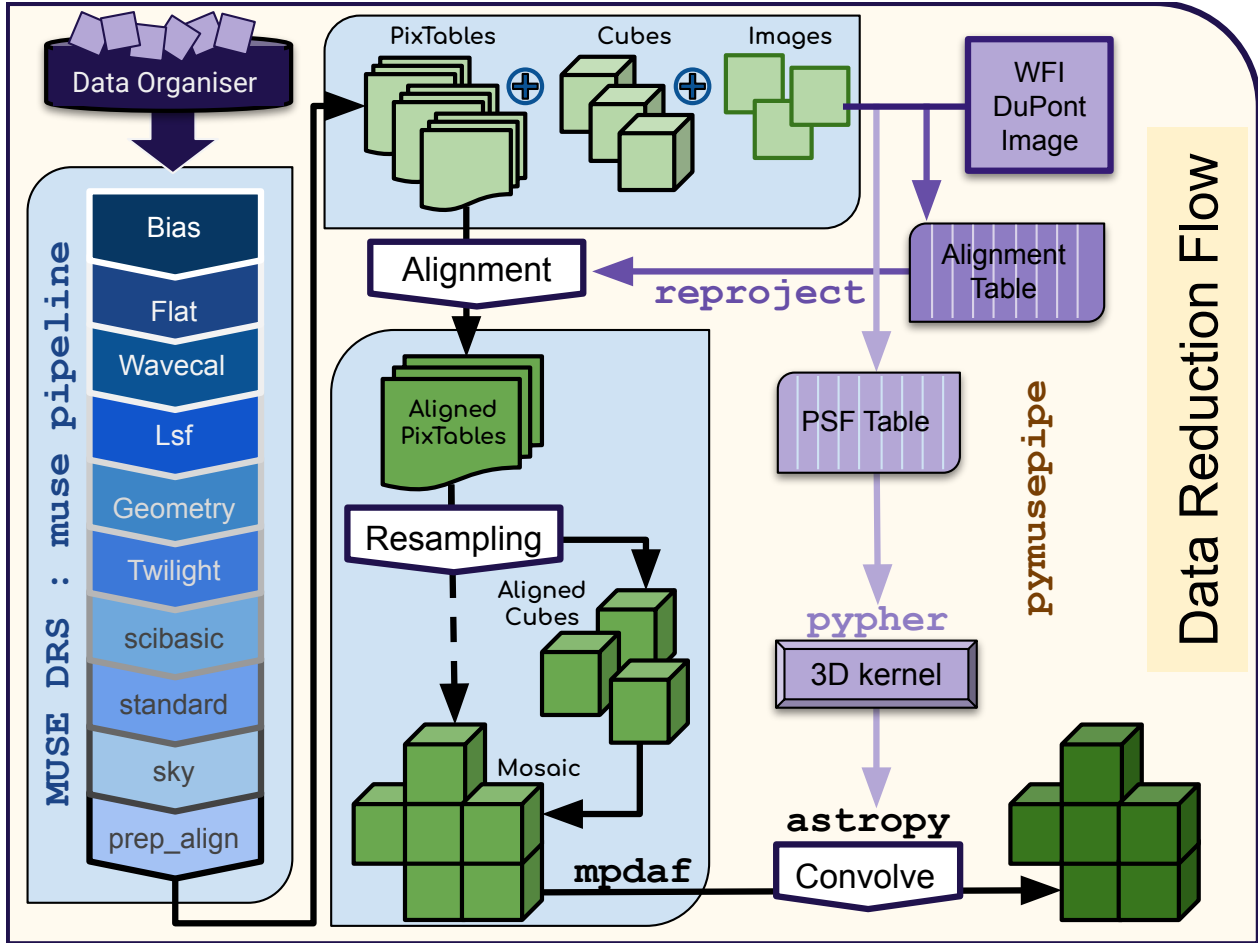 Data Organiser
MUSE DRS : muse pipeline
Bias
Flat
Wavecal
Lsf
Geometry
Twilight
scibasic
standard
sky
prep_align
PixTables
Cubes
Images
WFI
DuPont
Image
Alignment
reproject
Alignment
Table
Aligned
PixTables
PSF Table
Resampling
Aligned
Cubes
pypher
3D kernel
Mosaic
mpdaf
astropy
Convolve
pymusepipe
Data Reduction Flow